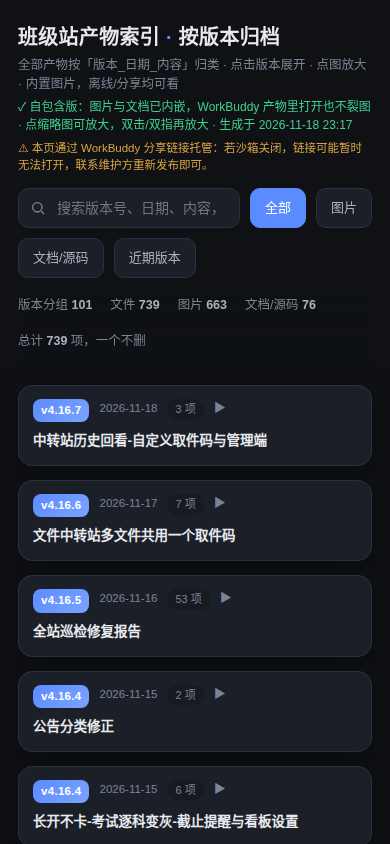 班级站产物索引 · 按版本归档
全部产物按「版本_日期_内容」归类 · 点击版本展开 · 点图放大
· 内置图片，离线/分享均可看
✓ 自包含版：图片与文档已内嵌，WorkBuddy 产物里打开也不裂图
· 点缩略图可放大，双击/双指再放大 · 生成于 2026-11-18 23:17
⚠ 本页通过 WorkBuddy 分享链接托管：若沙箱关闭，链接可能暂时
无法打开，联系维护方重新发布即可。
搜索版本号、日期、内容，
全部
图片
文档/源码
近期版本
版本分组 101 文件 739 图片 663 文档/源码 76
总计 739 项，一个不删
v4.16.7 2026-11-18 3 项 ▶
中转站历史回看-自定义取件码与管理端
v4.16.6 2026-11-17 7 项 ▶
文件中转站多文件共用一个取件码
v4.16.5 2026-11-16 53 项 ▶
全站巡检修复报告
v4.16.4 2026-11-15 2 项 ▶
公告分类修正
v4.16.4 2026-11-15 6 项 ▶
长开不卡-考试逐科变灰-截止提醒与看板设置